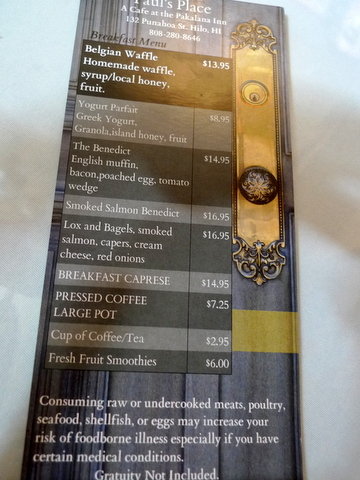 Paul's Place
A Cafe at the Pakalana Inn
132 Punahoa St. Hilo, HI
808-280-8646
Breakfast Menu
Belgian Waffle $13.95
Homemade waffle,
syrup/local honey,
fruit.
Yogurt Parfait $8.95
Greek Yogurt,
Granola,island honey, fruit
The Benedict $14.95
English muffin,
bacon,poached egg, tomato
wedge
Smoked Salmon Benedict $16.95
Lox and Bagels, smoked $16.95
salmon, capers, cream
cheese, red onions
BREAKFAST CAPRESE $14.95
PRESSED COFFEE $7.25
LARGE POT
Cup of Coffee/Tea $2.95
Fresh Fruit Smoothies $6.00
Consuming raw or undercooked meats, poultry,
seafood, shellfish, or eggs may increase your
risk of foodborne illness especially if you have
certain medical conditions.
Gratuity Not Included.